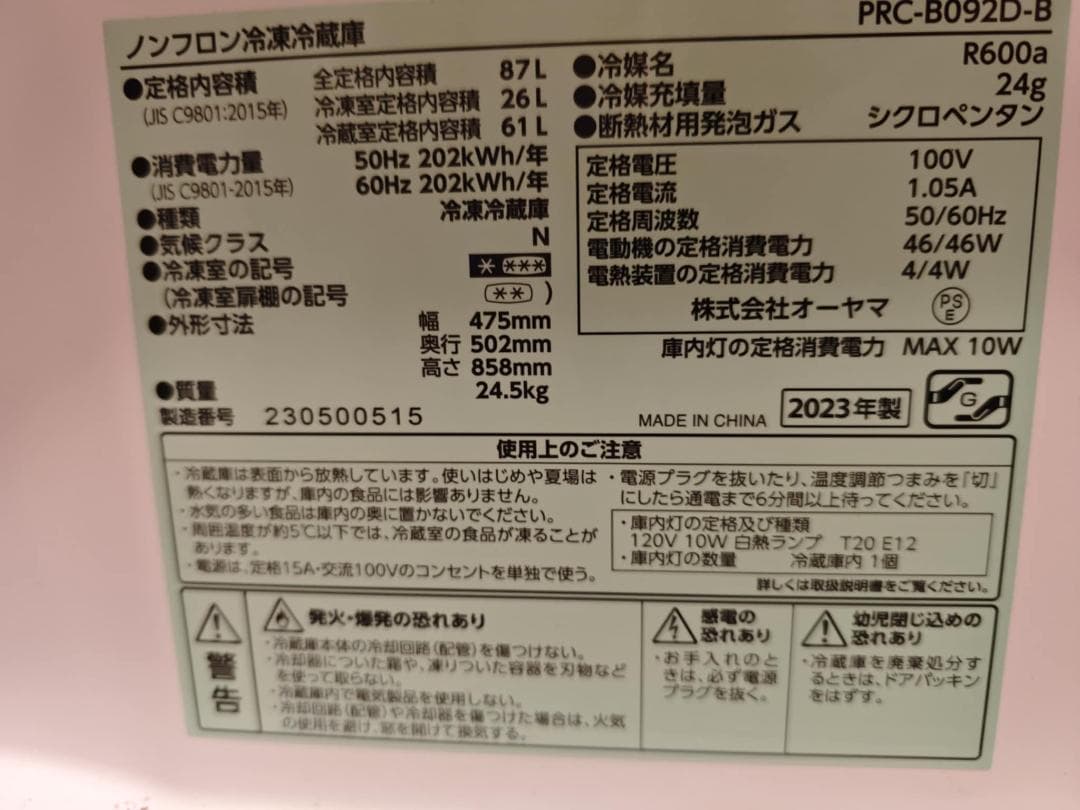 PRC-B092D-B
ノンフロン冷凍冷蔵庫
●定格内容積 全定格内容積 87L
(JIS C9801:2015年) 冷凍室定格内容積 26L
冷蔵室定格内容積 61L
●消費電力量 50Hz 202kWh/年
(JIS C9801-2015年) 60Hz 202kWh/年
●種類 冷凍冷蔵庫
●気候クラス N
●冷凍室の記号 * ***
(冷凍室扉棚の記号 ** )
●外形寸法 幅 475mm
奥行 502mm
高さ 858mm
●質量 24.5kg
製造番号 230500515
●冷媒名 R600a
●冷媒充填量 24g
●断熱材用発泡ガス シクロペンタン
定格電圧 100V
定格電流 1.05A
定格周波数 50/60Hz
電動機の定格消費電力 46/46W
電熱装置の定格消費電力 4/4W
株式会社オーヤマ PSE
庫内灯の定格消費電力 MAX 10W
MADE IN CHINA 2023年製 G
使用上のご注意
・冷蔵庫は表面から放熱しています。使いはじめや夏場は
熱くなりますが、庫内の食品には影響ありません。
・水気の多い食品は庫内の奥に置かないでください。
・周囲温度が約5℃以下では、冷蔵室の食品が凍ることが
あります。
・電源は、定格15A・交流100Vのコンセントを単独で使う。
・電源プラグを抜いたり、温度調節つまみを「切」
にしたら通電まで6分間以上待ってください。
・庫内灯の定格及び種類
120V 10W 白熱ランプ T20 E12
・庫内灯の数量 冷蔵庫内 1個
詳しくは取扱説明書をご覧ください。
警告
発火・爆発の恐れあり
・冷蔵庫本体の冷却回路(配管)を傷つけない。
・冷却器についた霜や、凍りついた容器を刃物など
を使って取らない。
・冷蔵庫内で電気製品を使用しない。
・冷却回路(配管)や冷却器を傷つけた場合は、火気
の使用を避け、窓を開けて換気する。
感電の
恐れあり
・お手入れのと
きは、必ず電源
プラグを抜く。
幼児閉じ込めの
恐れあり
・冷蔵庫を廃棄処分す
るときは、ドアパッキン
をはずす。